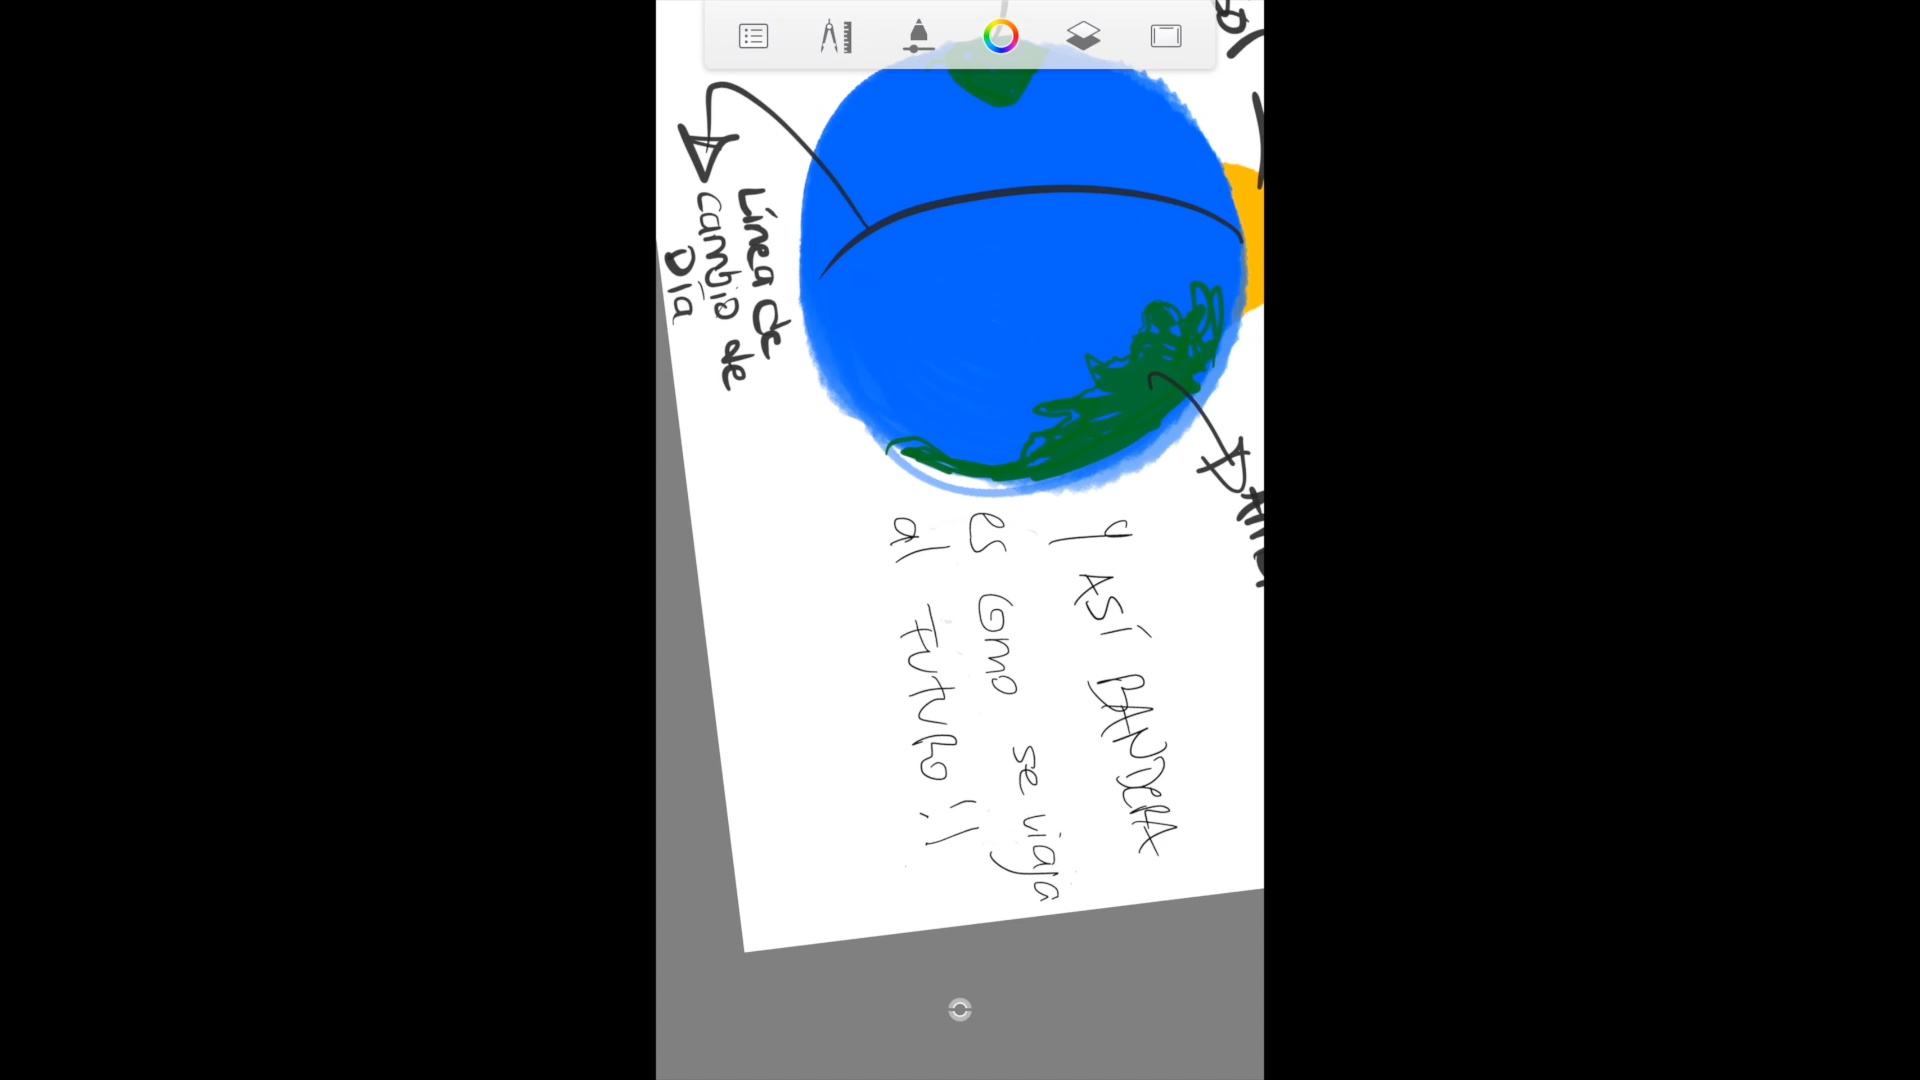 Línea de
cambio de
Día
Y ASÍ BANDERA
es como se viaja
al FUTURO!!